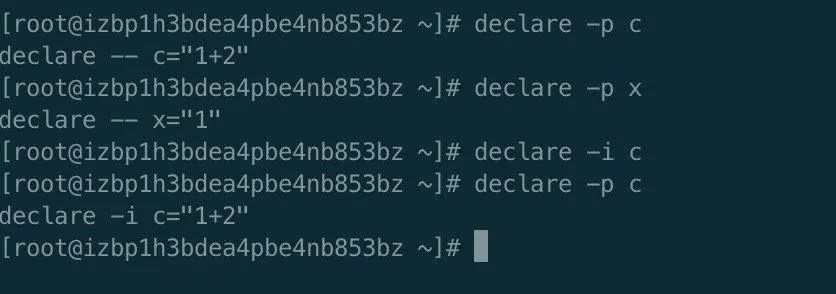 [root@izbp1h3bdea4pbe4nb853bz ~]# declare -p c
declare -- c="1+2"
[root@izbp1h3bdea4pbe4nb853bz ~]# declare -p x
declare -- x="1"
[root@izbp1h3bdea4pbe4nb853bz ~]# declare -i c
[root@izbp1h3bdea4pbe4nb853bz ~]# declare -p c
declare -i c="1+2"
[root@izbp1h3bdea4pbe4nb853bz ~]#